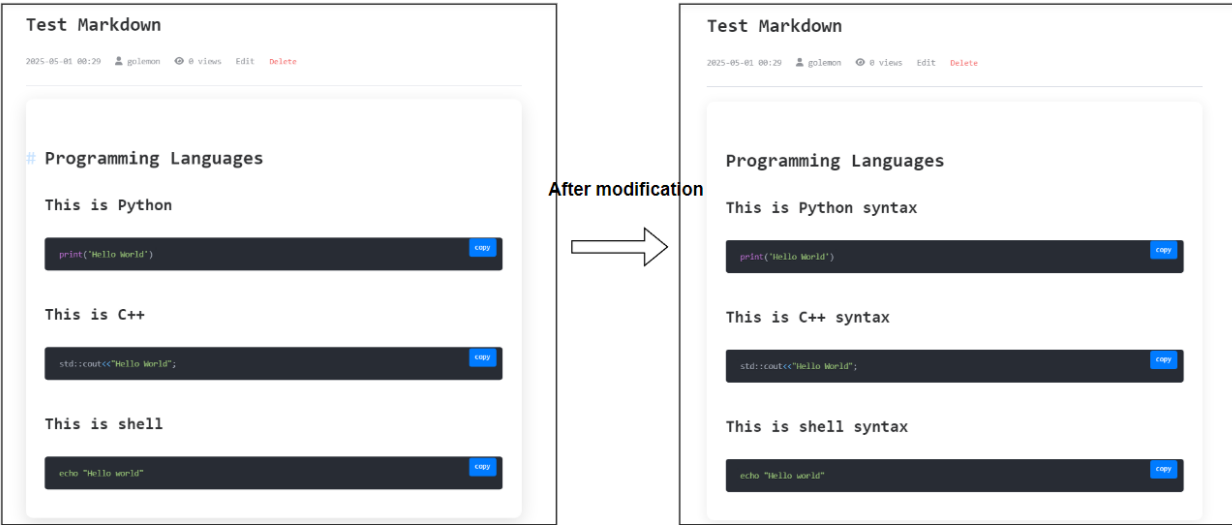 Test Markdown
2025-05-01 00:29 golemon 0 views Edit Delete
# Programming Languages
This is Python
copy
print('Hello World')
This is C++
copy
std::cout<<"Hello World";
This is shell
copy
echo "Hello world"
After modification
Test Markdown
2025-05-01 00:29 golemon 0 views Edit Delete
Programming Languages
This is Python syntax
copy
print('Hello World')
This is C++ syntax
copy
std::cout<<"Hello World";
This is shell syntax
copy
echo "Hello world"